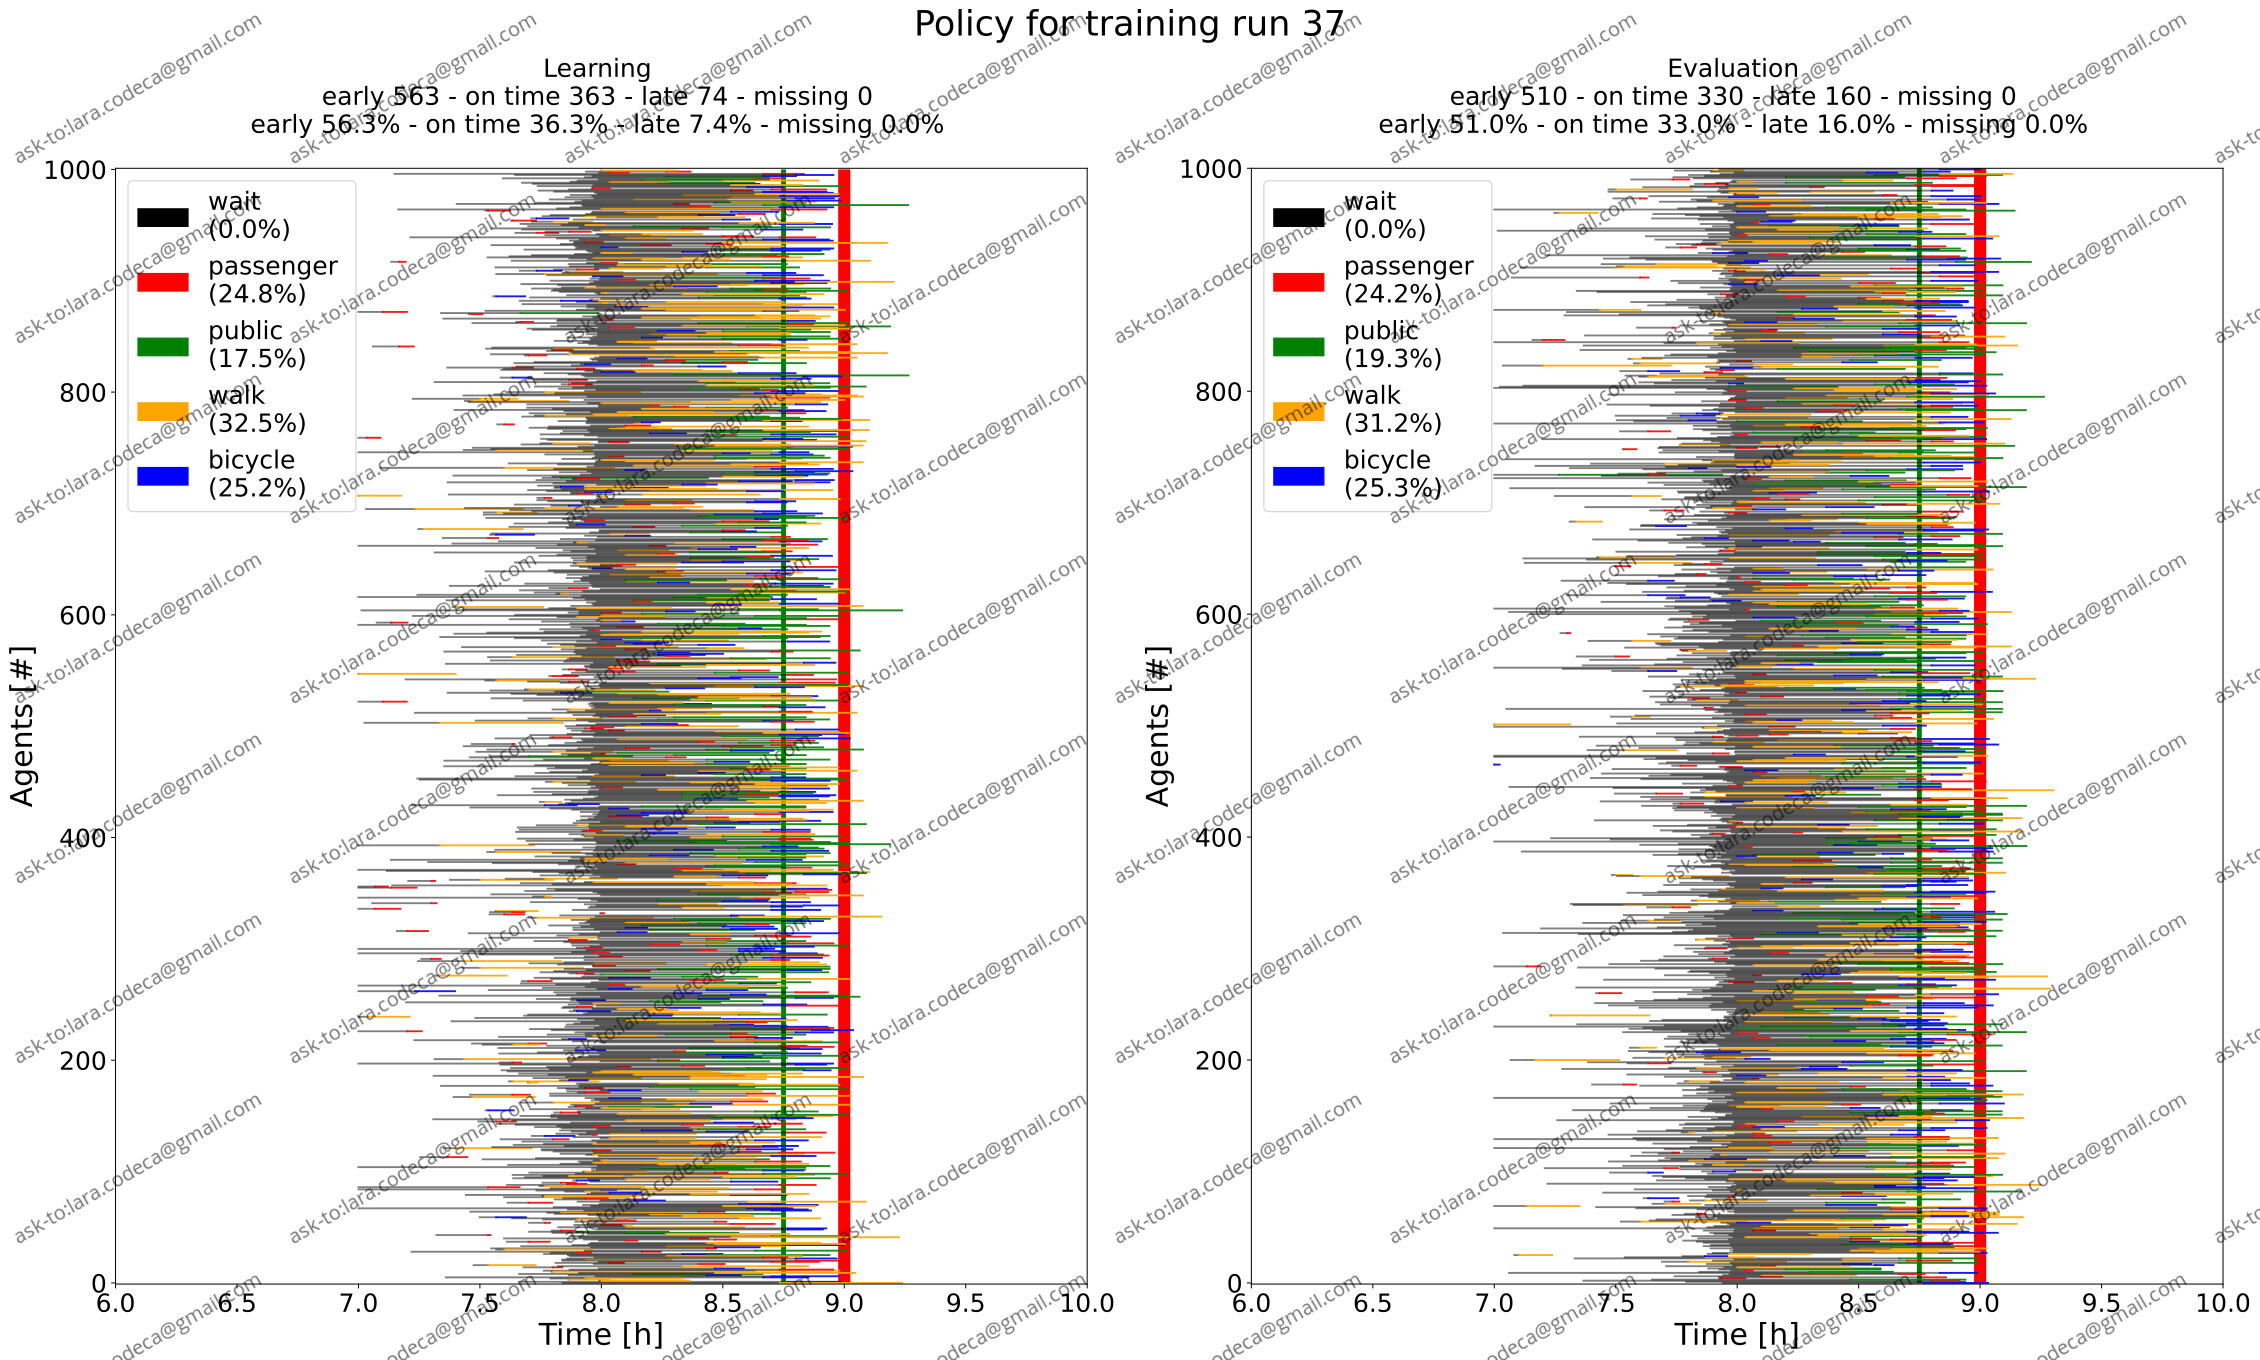 Policy for training run 37
Learning
early 563 - on time 363 - late 74 - missing 0
early 56.3% - on time 36.3% - late 7.4% - missing 0.0%
1000
800
600
400
200
0
Agents [#]
wait
(0.0%)
passenger
(24.8%)
public
(17.5%)
walk
(32.5%)
bicycle
(25.2%)
6.0 6.5 7.0 7.5 8.0 8.5 9.0 9.5 10.0
Time [h]
Evaluation
early 510 - on time 330 - late 160 - missing 0
early 51.0% - on time 33.0% - late 16.0% - missing 0.0%
1000
800
600
400
200
0
Agents [#]
wait
(0.0%)
passenger
(24.2%)
public
(19.3%)
walk
(31.2%)
bicycle
(25.3%)
6.0 6.5 7.0 7.5 8.0 8.5 9.0 9.5 10.0
Time [h]
ask-to:lara.codeca@gmail.com